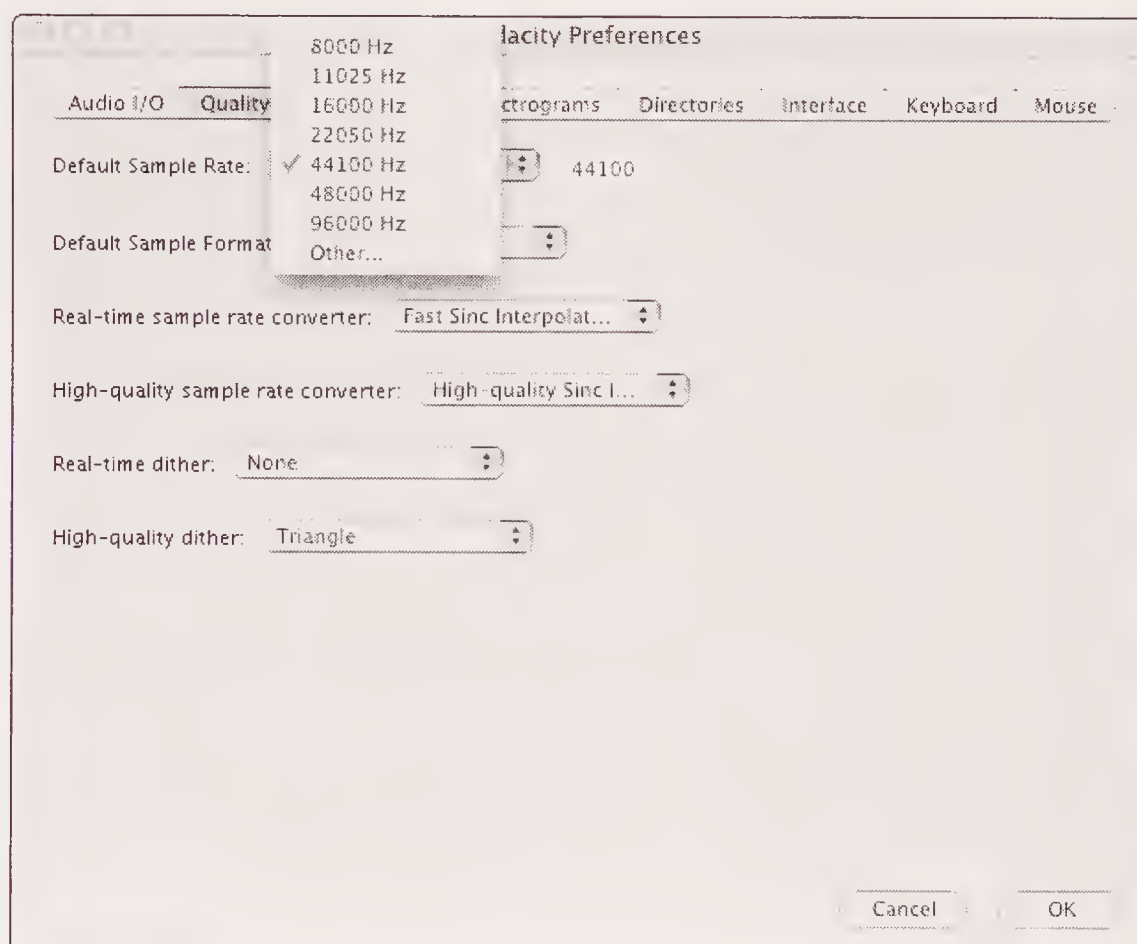 lacity Preferences
8000 Hz
11025 Hz
16000 Hz
22050 Hz
✓ 44100 Hz
48000 Hz
96000 Hz
Other...
Audio I/O Quality ctrograms Directories Interface Keyboard Mouse
Default Sample Rate: 44100
Default Sample Format
Real-time sample rate converter: Fast Sinc Interpolat...
High-quality sample rate converter: High-quality Sinc I...
Real-time dither: None
High-quality dither: Triangle
Cancel OK